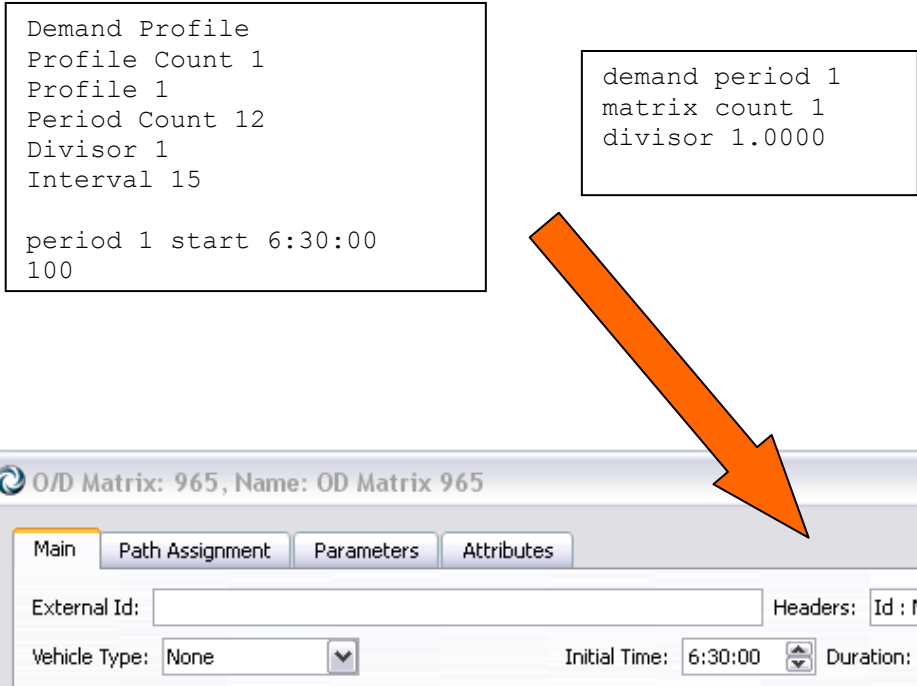 Demand Profile
Profile Count 1
Profile 1
Period Count 12
Divisor 1
Interval 15
period 1 start 6:30:00
100
demand period 1
matrix count 1
divisor 1.0000
O/D Matrix: 965, Name: OD Matrix 965
Main Path Assignment Parameters Attributes
External Id: Headers: Id :
Vehicle Type: None Initial Time: 6:30:00 Duration: